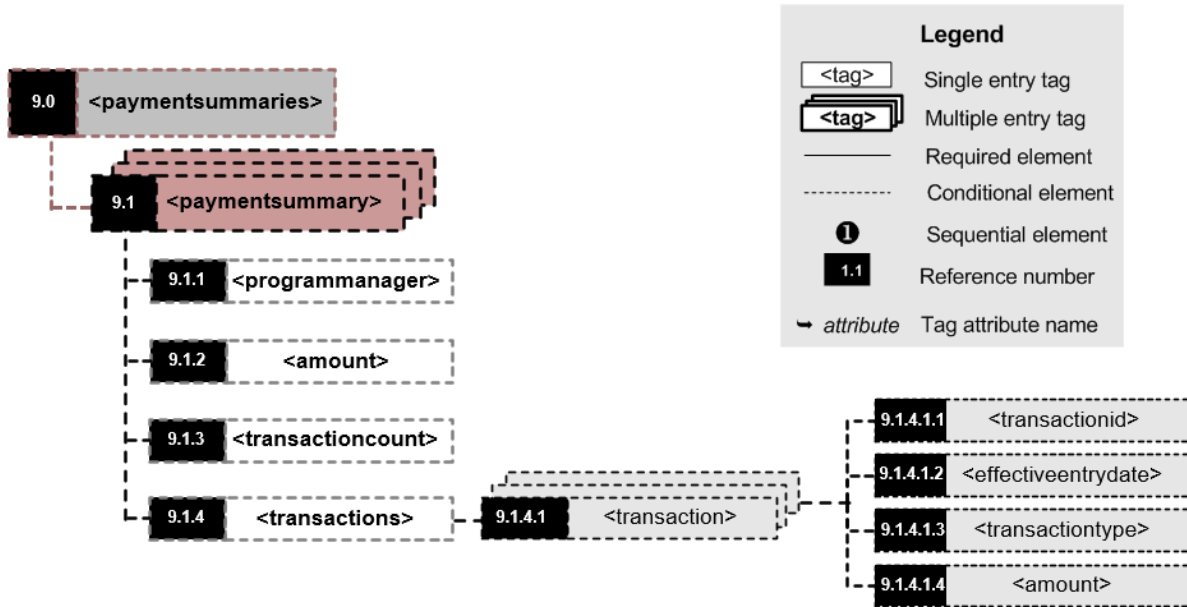 Legend
<tag> Single entry tag
<tag> Multiple entry tag
Required element
Conditional element
1 Sequential element
1.1 Reference number
attribute Tag attribute name
9.0 <paymentsummaries>
9.1 <paymentsummary>
9.1.1 <programmanager>
9.1.2 <amount>
9.1.3 <transactioncount>
9.1.4 <transactions>
9.1.4.1 <transaction>
9.1.4.1.1 <transactionid>
9.1.4.1.2 <effectiveentrydate>
9.1.4.1.3 <transactiontype>
9.1.4.1.4 <amount>